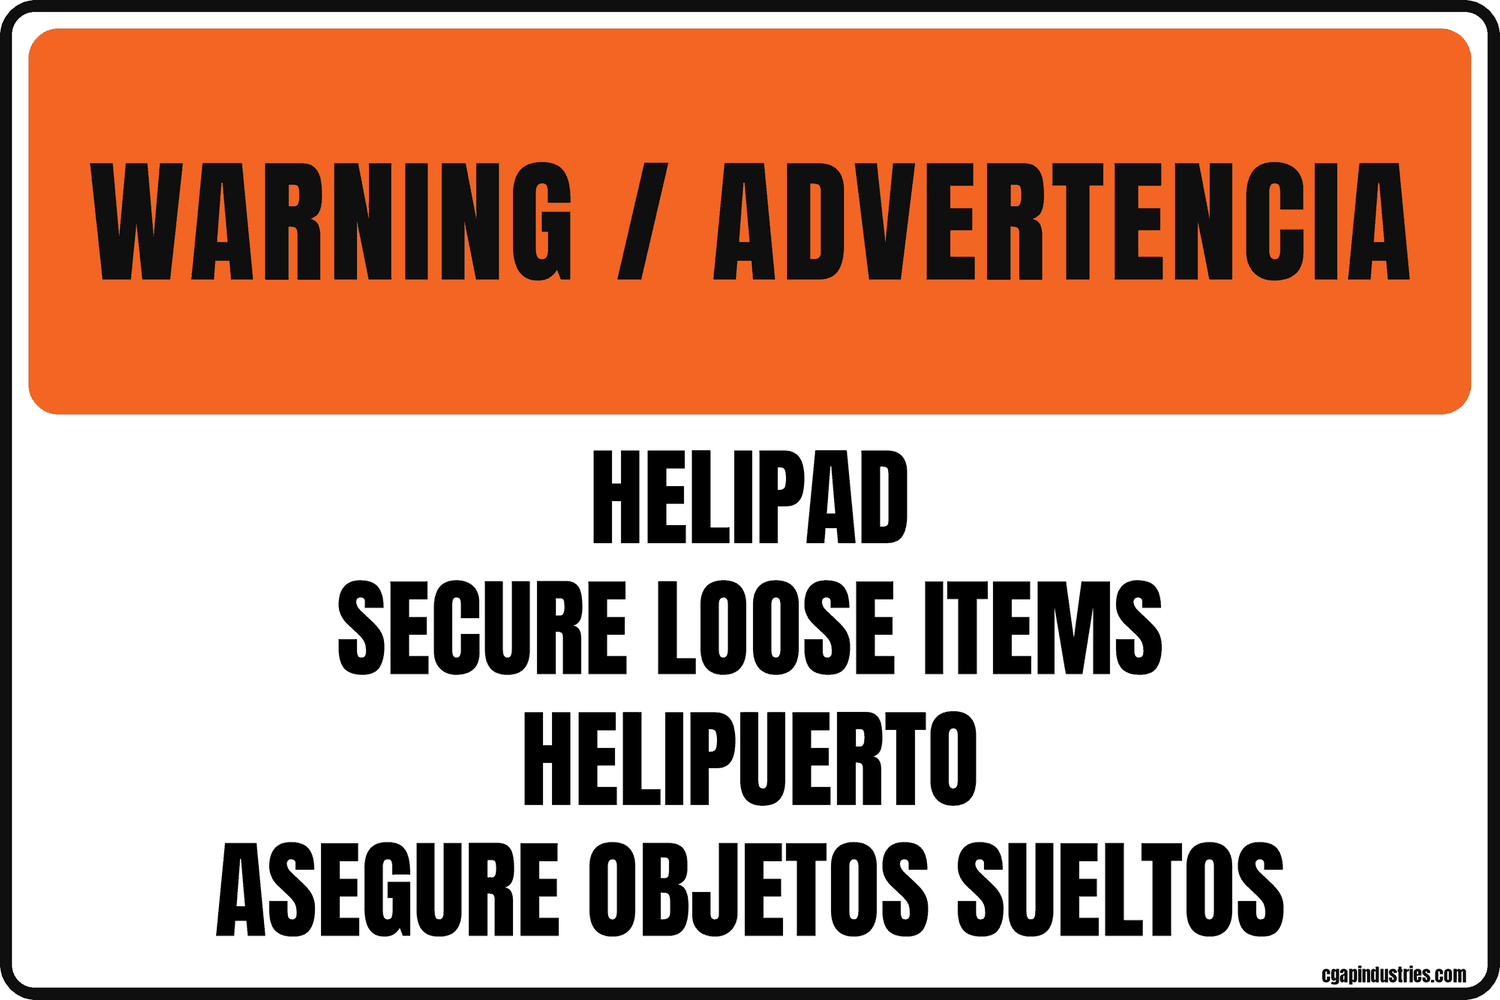 WARNING / ADVERTENCIA
HELIPAD
SECURE LOOSE ITEMS
HELIPUERTO
ASEGURE OBJETOS SUELTOS
cgapindustries.com